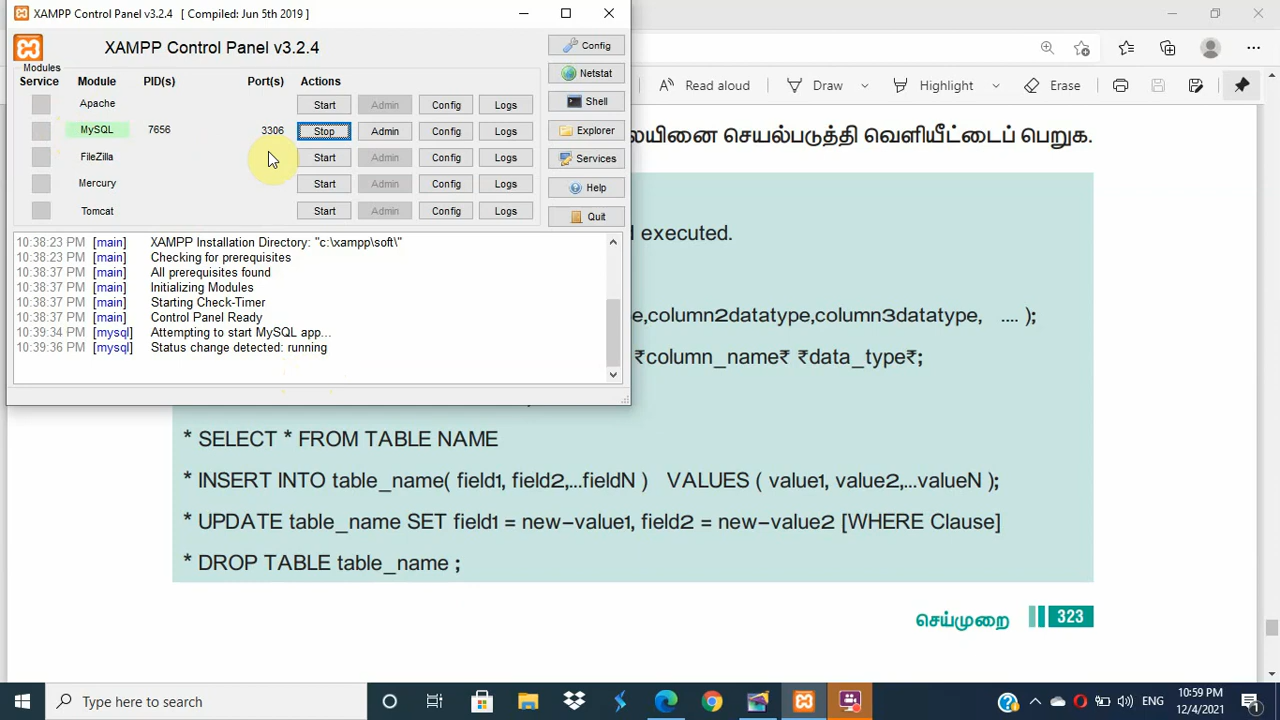 XAMPP Control Panel v3.2.4 [ Compiled: Jun 5th 2019 ]
XAMPP Control Panel v3.2.4
Config
Modules
Service Module PID(s) Port(s) Actions
Netstat
Apache Start Admin Config Logs
Shell
MySQL 7656 3306 Stop Admin Config Logs
Explorer
FileZilla Start Admin Config Logs
Services
Mercury Start Admin Config Logs
Help
Tomcat Start Admin Config Logs
Quit
10:38:23 PM [main] XAMPP Installation Directory: "c:\xampp\soft\"
10:38:23 PM [main] Checking for prerequisites
10:38:37 PM [main] All prerequisites found
10:38:37 PM [main] Initializing Modules
10:38:37 PM [main] Starting Check-Timer
10:38:37 PM [main] Control Panel Ready
10:39:34 PM [mysql] Attempting to start MySQL app...
10:39:36 PM [mysql] Status change detected: running
Read aloud Draw Highlight Erase
செயல்படுத்தி வெளியீட்டைப் பெறுக.
executed.
,column2datatype,column3datatype, .... );
₹column_name₹ ₹data_type₹;
* SELECT * FROM TABLE NAME
* INSERT INTO table_name( field1, field2,...fieldN ) VALUES ( value1, value2,...valueN );
* UPDATE table_name SET field1 = new-value1, field2 = new-value2 [WHERE Clause]
* DROP TABLE table_name ;
செய்முறை 323
Type here to search
ENG
10:59 PM
12/4/2021
1